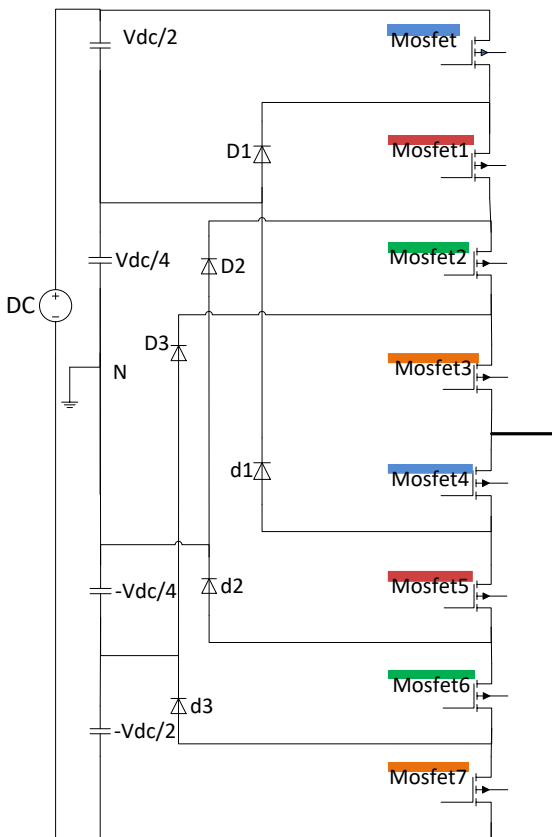 Vdc/2
Mosfet
D1
Mosfet1
Vdc/4
D2
Mosfet2
DC
+
−
D3
N
Mosfet3
d1
Mosfet4
-Vdc/4
d2
Mosfet5
-Vdc/2
d3
Mosfet6
Mosfet7